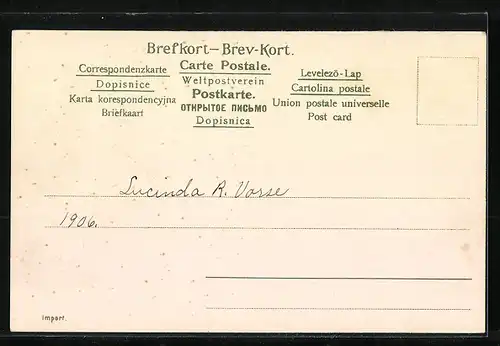 Brefkort—Brev-Kort.
Correspondenzkarte
Dopisnice
Karta korespondencyjna
Briefkaart
Carte Postale.
Weltpostverein
Postkarte.
ОТКРЫТОЕ ПИСЬМО
Dopisnica
Levelező-Lap
Cartolina postale
Union postale universelle
Post card
Lucinda R. Vorse
1906.
Import.